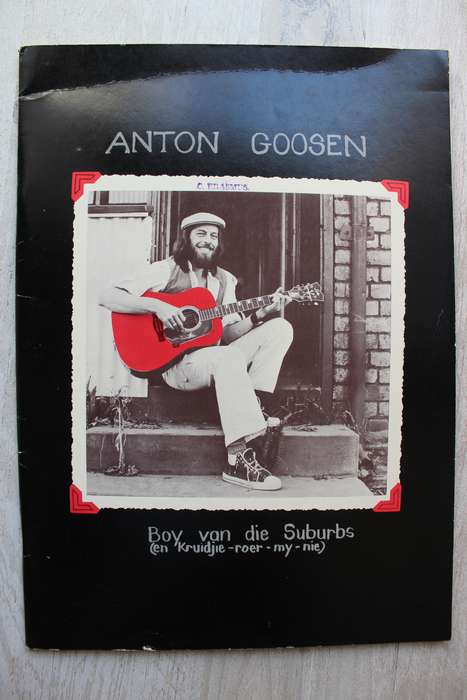 ANTON GOOSEN
Boy van die Suburbs
(en Kruidjie-roer-my-nie)